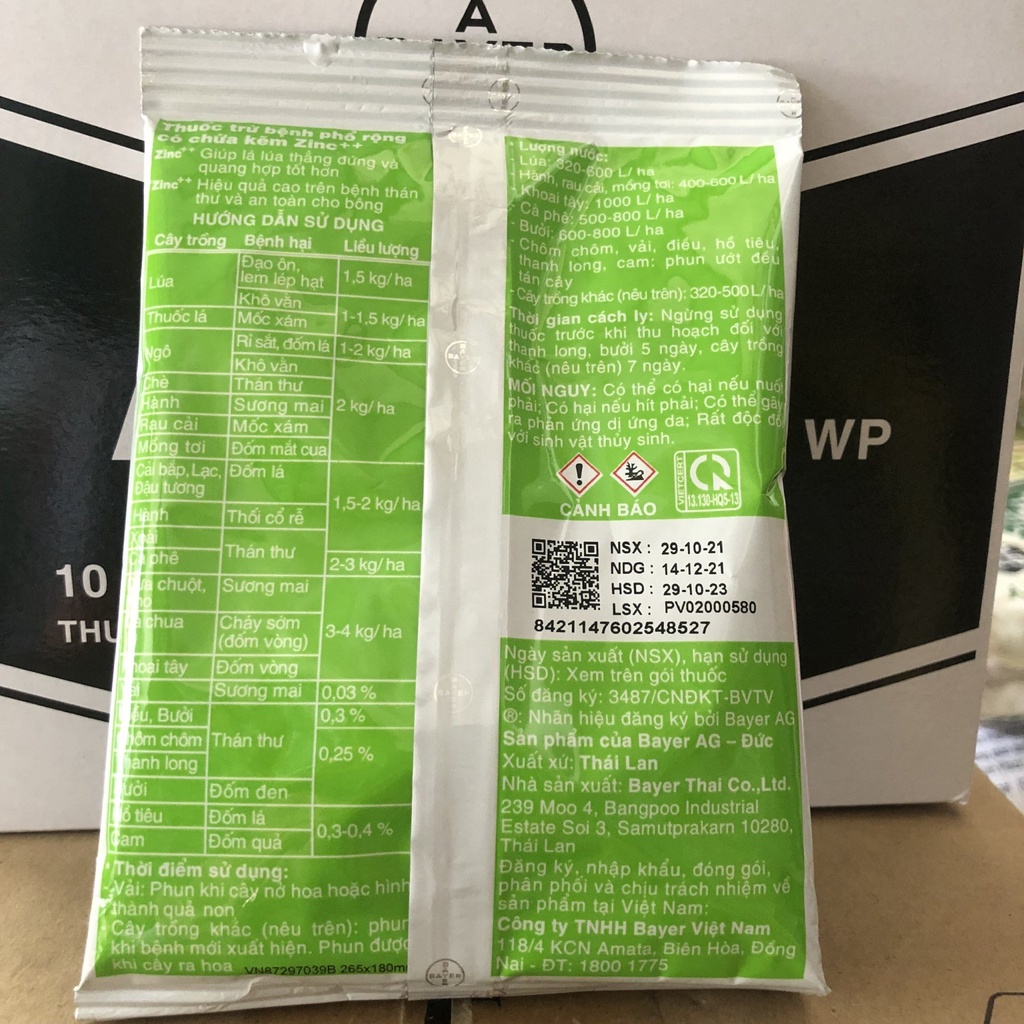 BAYER
Thuốc trừ bệnh phổ rộng
có chứa kẽm Zinc++
Zinc++ Giúp lá lúa thẳng đứng và
quang hợp tốt hơn
Zinc++ Hiệu quả cao trên bệnh thán
thư và an toàn cho bông
HƯỚNG DẪN SỬ DỤNG
Cây trồng Bệnh hại Liều lượng
Lúa Đạo ôn, lem lép hạt 1,5 kg/ha
Khô vằn
Thuốc lá Mốc xám 1-1,5 kg/ha
Ngô Rỉ sắt, đốm lá 1-2 kg/ha
Khô vằn
Chè Thán thư
Hành Sương mai 2 kg/ha
Rau cải Mốc xám
Mồng tơi Đốm mắt cua
Cải bắp, Lạc, Đốm lá
Đậu tương
1,5-2 kg/ha
Hành Thối cổ rễ
Xoài
Thán thư
Cà phê 2-3 kg/ha
chuột, Sương mai
chua Cháy sớm
(đốm vòng) 3-4 kg/ha
tây Đốm vòng
Sương mai 0,03 %
Bưởi 0,3 %
chôm Thán thư 0,25 %
long
Đốm đen
tiêu Đốm lá 0,3-0,4 %
Cam Đốm quả
Thời điểm sử dụng:
-Vải: Phun khi cây nở hoa hoặc hình
thành quả non
Cây trồng khác (nêu trên): phun
khi bệnh mới xuất hiện. Phun được
khi cây ra hoa
VN87297039B 265x180m
- Lượng nước:
Lúa: 320-600 L/ha
Hành, rau cải, mồng tơi: 400-600 L/ha
Khoai tây: 1000 L/ha
Cà phê: 500-800 L/ha
Bưởi: 600-800 L/ha
Chôm chôm, vải, điều, hồ tiêu,
thanh long, cam: phun ướt đều
tán cây
- Cây trồng khác (nêu trên): 320-500 L/ha
Thời gian cách ly: Ngừng sử dụng
thuốc trước khi thu hoạch đối với
thanh long, bưởi 5 ngày, cây trồng
khác (nêu trên) 7 ngày.
MỐI NGUY: Có thể có hại nếu nuốt
phải; Có hại nếu hít phải; Có thể gây
ra phản ứng dị ứng da; Rất độc đối
với sinh vật thủy sinh.
VIETCERT
13.130-HQS-13
CẢNH BÁO
NSX : 29-10-21
NDG : 14-12-21
HSD : 29-10-23
LSX : PV02000580
8421147602548527
Ngày sản xuất (NSX), hạn sử dụng
(HSD): Xem trên gói thuốc
Số đăng ký: 3487/CNĐKT-BVTV
®: Nhãn hiệu đăng ký bởi Bayer AG
Sản phẩm của Bayer AG – Đức
Xuất xứ: Thái Lan
Nhà sản xuất: Bayer Thai Co.,Ltd.
239 Moo 4, Bangpoo Industrial
Estate Soi 3, Samutprakarn 10280,
Thái Lan
Đăng ký, nhập khẩu, đóng gói,
phân phối và chịu trách nhiệm về
sản phẩm tại Việt Nam:
Công ty TNHH Bayer Việt Nam
118/4 KCN Amata, Biên Hòa, Đồng
Nai - ĐT: 1800 1775
WP
10
THU